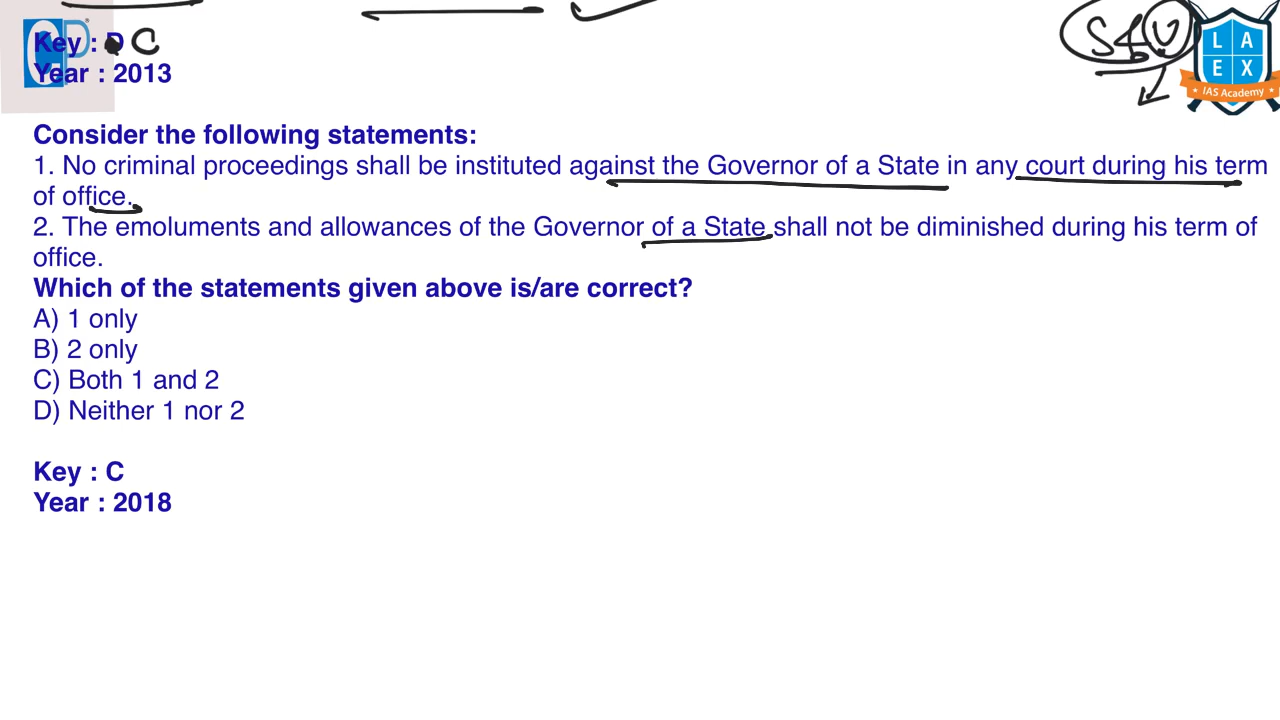 Key : D C
Year : 2013
S&V
L A
E X
IAS Academy
Consider the following statements:
1. No criminal proceedings shall be instituted against the Governor of a State in any court during his term
of office.
2. The emoluments and allowances of the Governor of a State shall not be diminished during his term of
office.
Which of the statements given above is/are correct?
A) 1 only
B) 2 only
C) Both 1 and 2
D) Neither 1 nor 2
Key : C
Year : 2018